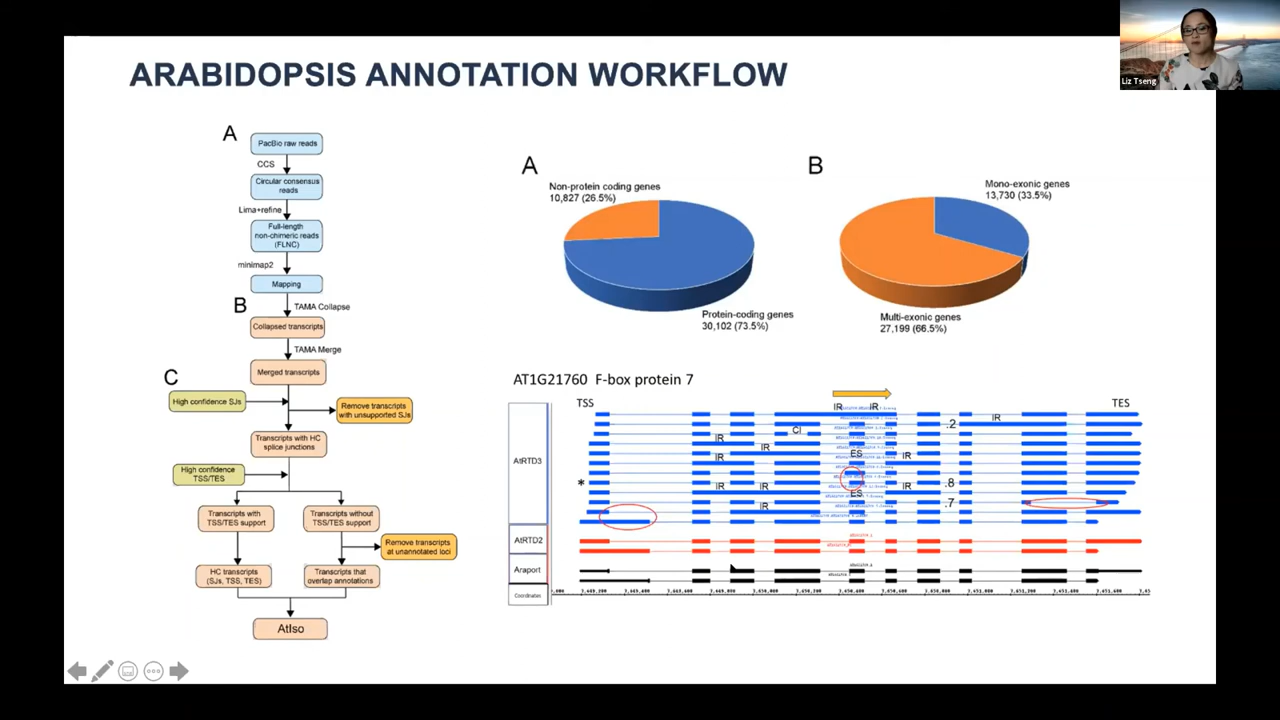 Liz Tseng
ARABIDOPSIS ANNOTATION WORKFLOW
A
PacBio raw reads
CCS
Circular consensus
reads
Lima+refine
Full-length
non-chimeric reads
(FLNC)
minimap2
Mapping
B
TAMA Collapse
Collapsed transcripts
TAMA Merge
Merged transcripts
C
High confidence SJs
Remove transcripts
with unsupported SJs
Transcripts with HC
splice junctions
High confidence
TSS/TES
Transcripts with
TSS/TES support
Transcripts without
TSS/TES support
Remove transcripts
at unannotated loci
HC transcripts
(SJs, TSS, TES)
Transcripts that
overlap annotations
AtIso
A
Non-protein coding genes
10,827 (26.5%)
Protein-coding genes
30,102 (73.5%)
B
Mono-exonic genes
13,730 (33.5%)
Multi-exonic genes
27,199 (66.5%)
AT1G21760 F-box protein 7
TSS
TES
IR IR
IR
.2
CI
IR
IR
IR
ES
IR
AtRTD3
*
IR IR
IR
.8
ES
IR
.7
AtRTD2
Araport
Coordinates